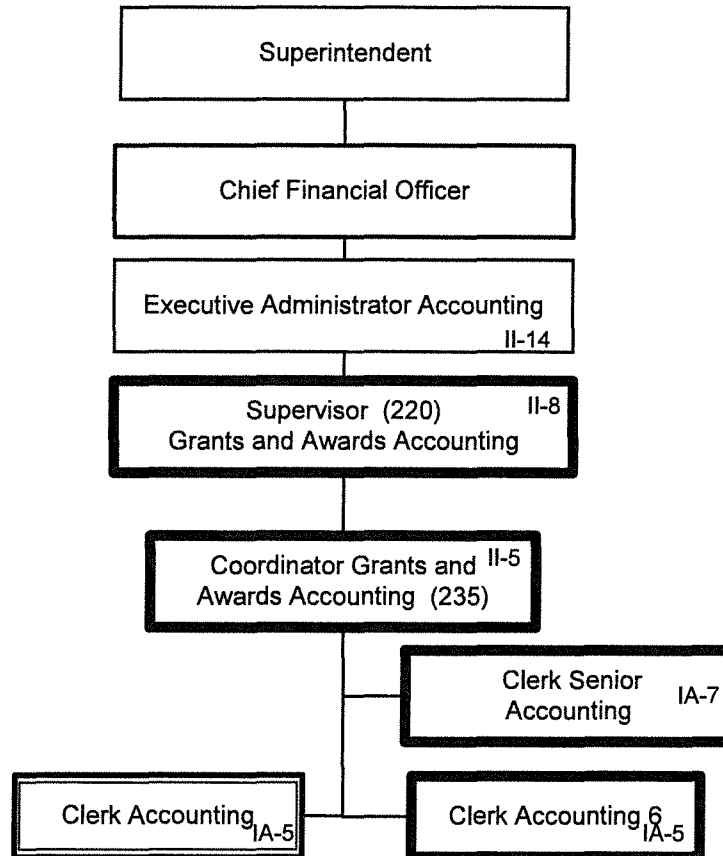 Superintendent
Chief Financial Officer
Executive Administrator Accounting
II-14
Supervisor (220) II-8
Grants and Awards Accounting
Coordinator Grants and II-5
Awards Accounting (235)
Clerk Senior
Accounting IA-7
Clerk Accounting
IA-5
Clerk Accounting 6
IA-5